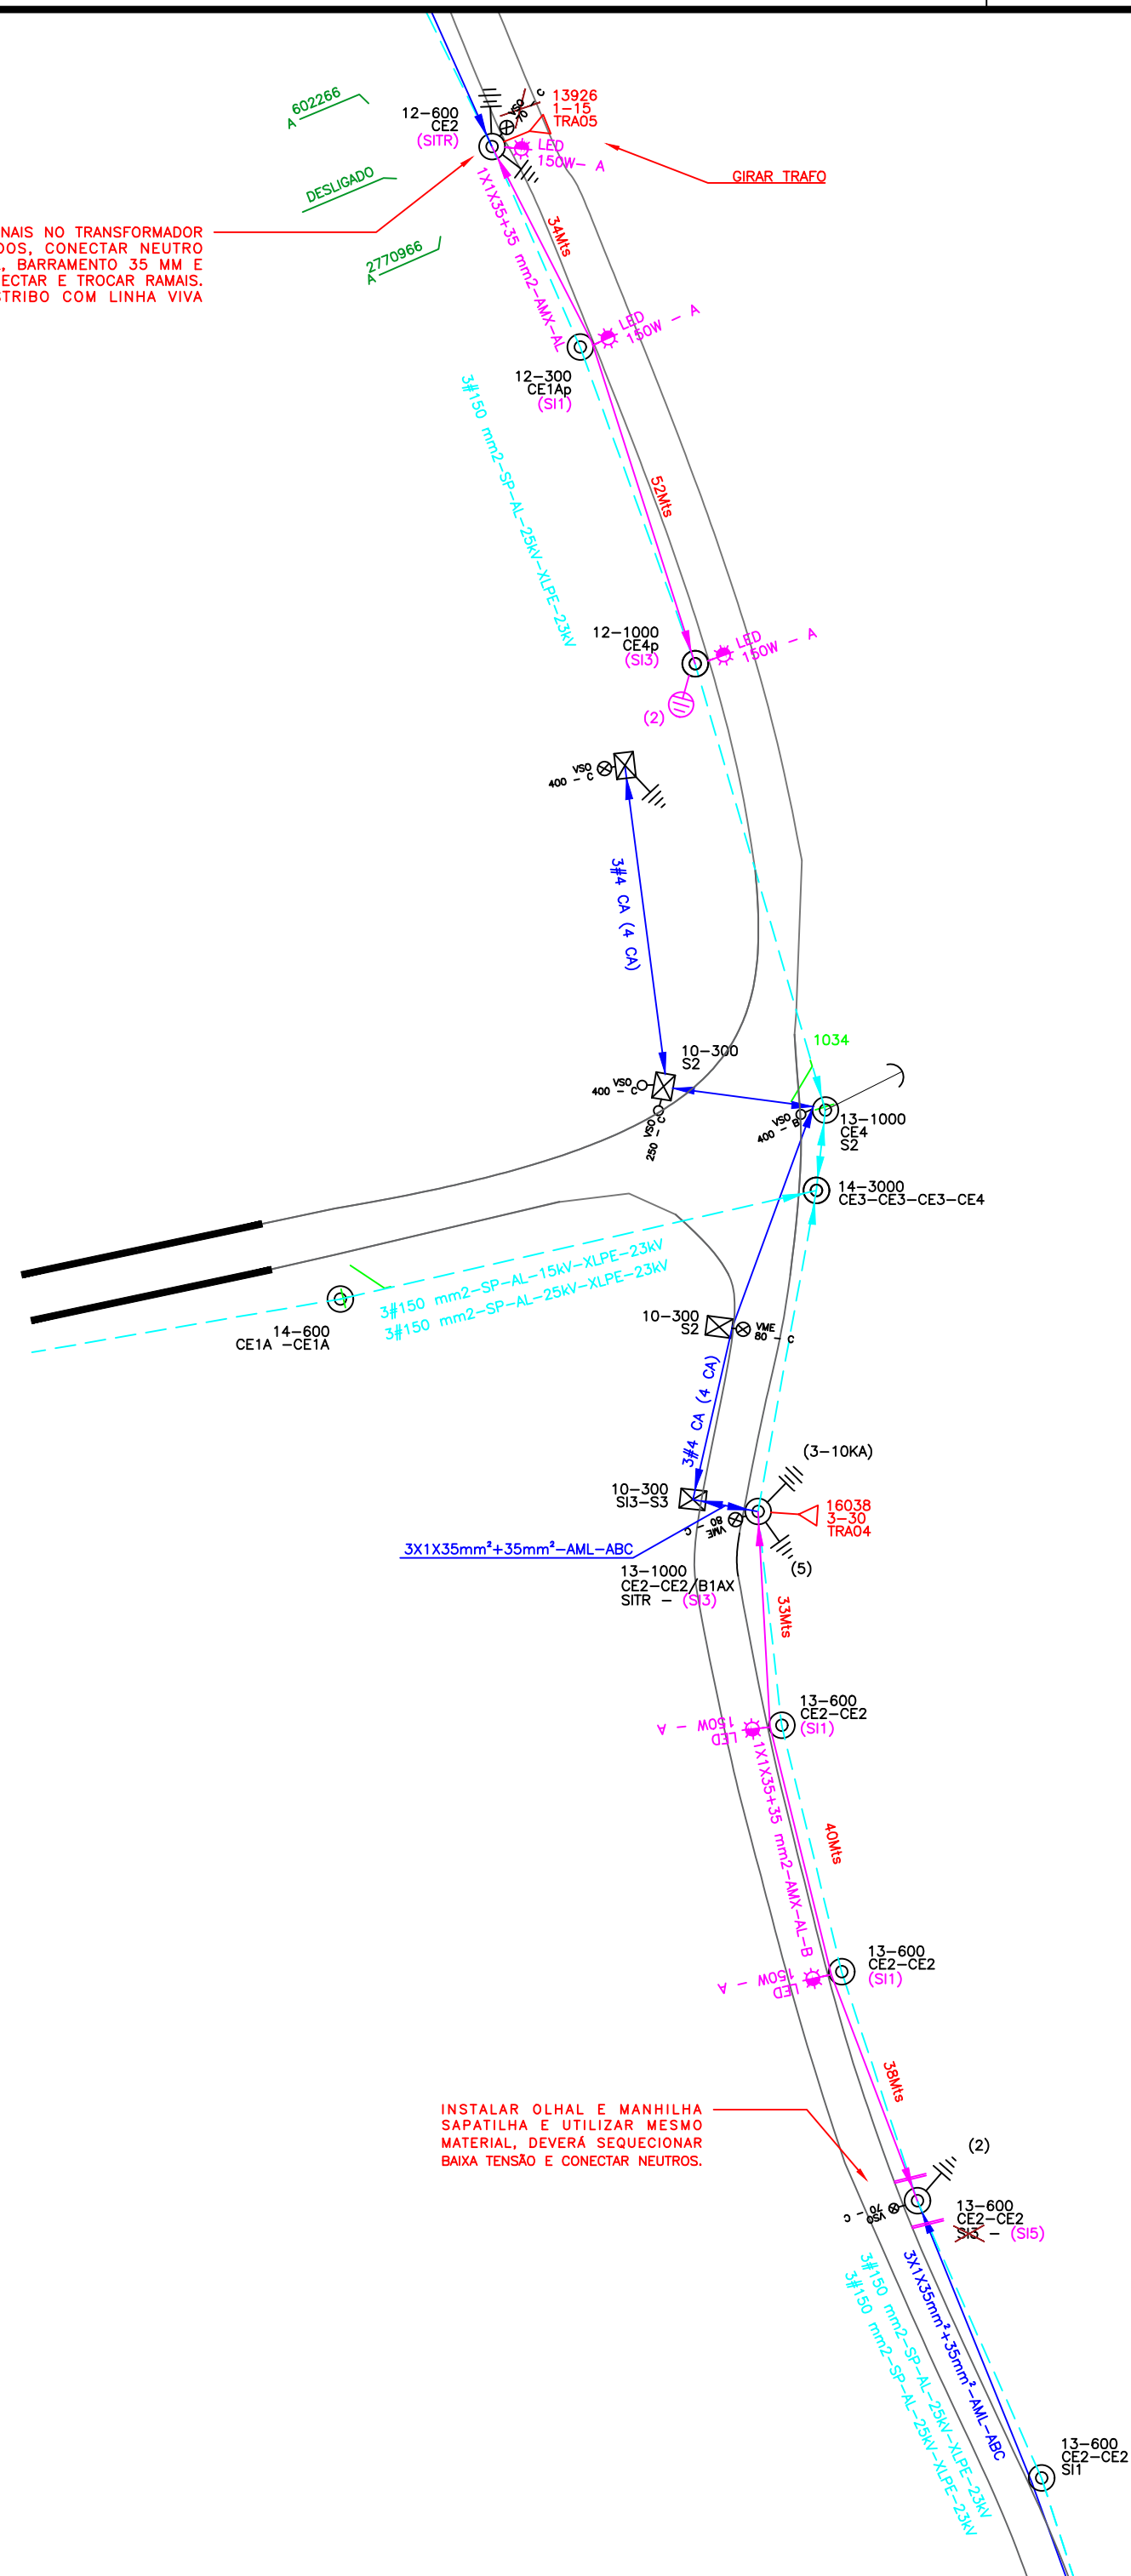 602266
A
12-600
CE2
(SITR)
VSO
70 - C
13926
1-15
TRA05
LED
150W- A
GIRAR TRAFO
DESLIGADO
2770966
A
NAIS NO TRANSFORMADOR
DOS, CONECTAR NEUTRO
BARRAMENTO 35 MM E
ECTAR E TROCAR RAMAIS.
STRIBO COM LINHA VIVA
1X1X35+35 mm2-AMX-AL
34Mts
LED
150W - A
12-300
CE1Ap
(SI1)
3#150 mm2-SP-AL-25kV-XLPE-23kV
52Mts
12-1000
CE4p
(SI3)
LED
150W - A
(2)
VSO
400 - C
3#4 CA (4 CA)
10-300
S2
VSO
400 - C
VSO
250 - C
1034
VSO
400 - B
13-1000
CE4
S2
14-3000
CE3-CE3-CE3-CE4
3#150 mm2-SP-AL-15kV-XLPE-23kV
3#150 mm2-SP-AL-25kV-XLPE-23kV
14-600
CE1A -CE1A
10-300
S2
VME
80 - C
3#4 CA (4 CA)
(3-10KA)
10-300
SI3-S3
VME
80 - C
16038
3-30
TRA04
3X1X35mm²+35mm²-AML-ABC
(5)
13-1000
CE2-CE2/B1AX
SITR - (SI3)
33Mts
13-600
CE2-CE2
(SI1)
LED
150W - A
1X1X35+35 mm2-AMX-AL-B
40Mts
13-600
CE2-CE2
(SI1)
LED
150W - A
38Mts
INSTALAR OLHAL E MANHILHA
SAPATILHA E UTILIZAR MESMO
MATERIAL, DEVERÁ SEQUECIONAR
BAIXA TENSÃO E CONECTAR NEUTROS.
(2)
VSO
70 - C
13-600
CE2-CE2
SI3 - (SI5)
3X1X35mm²+35mm²-AML-ABC
3#150 mm2-SP-AL-25kV-XLPE-23kV
3#150 mm2-SP-AL-25kV-XLPE-23kV
13-600
CE2-CE2
SI1